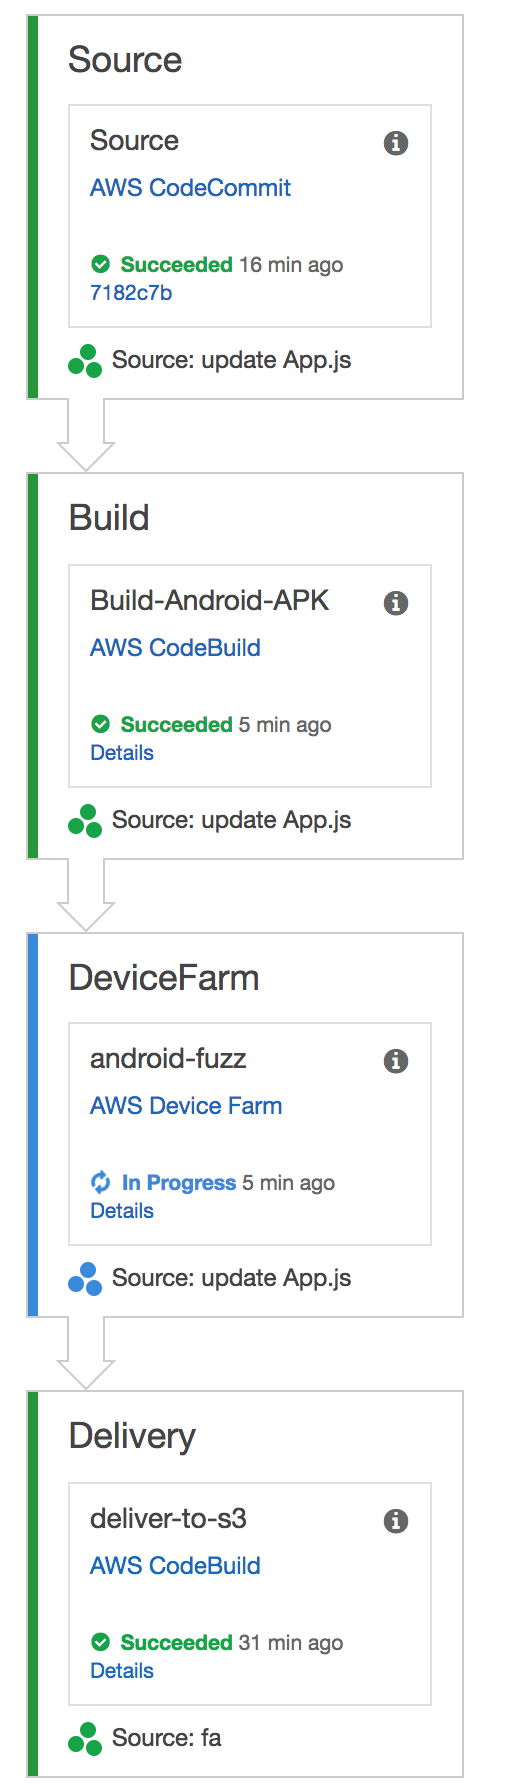 Source
Source
AWS CodeCommit
Succeeded 16 min ago
7182c7b
Source: update App.js
Build
Build-Android-APK
AWS CodeBuild
Succeeded 5 min ago
Details
Source: update App.js
DeviceFarm
android-fuzz
AWS Device Farm
In Progress 5 min ago
Details
Source: update App.js
Delivery
deliver-to-s3
AWS CodeBuild
Succeeded 31 min ago
Details
Source: fa